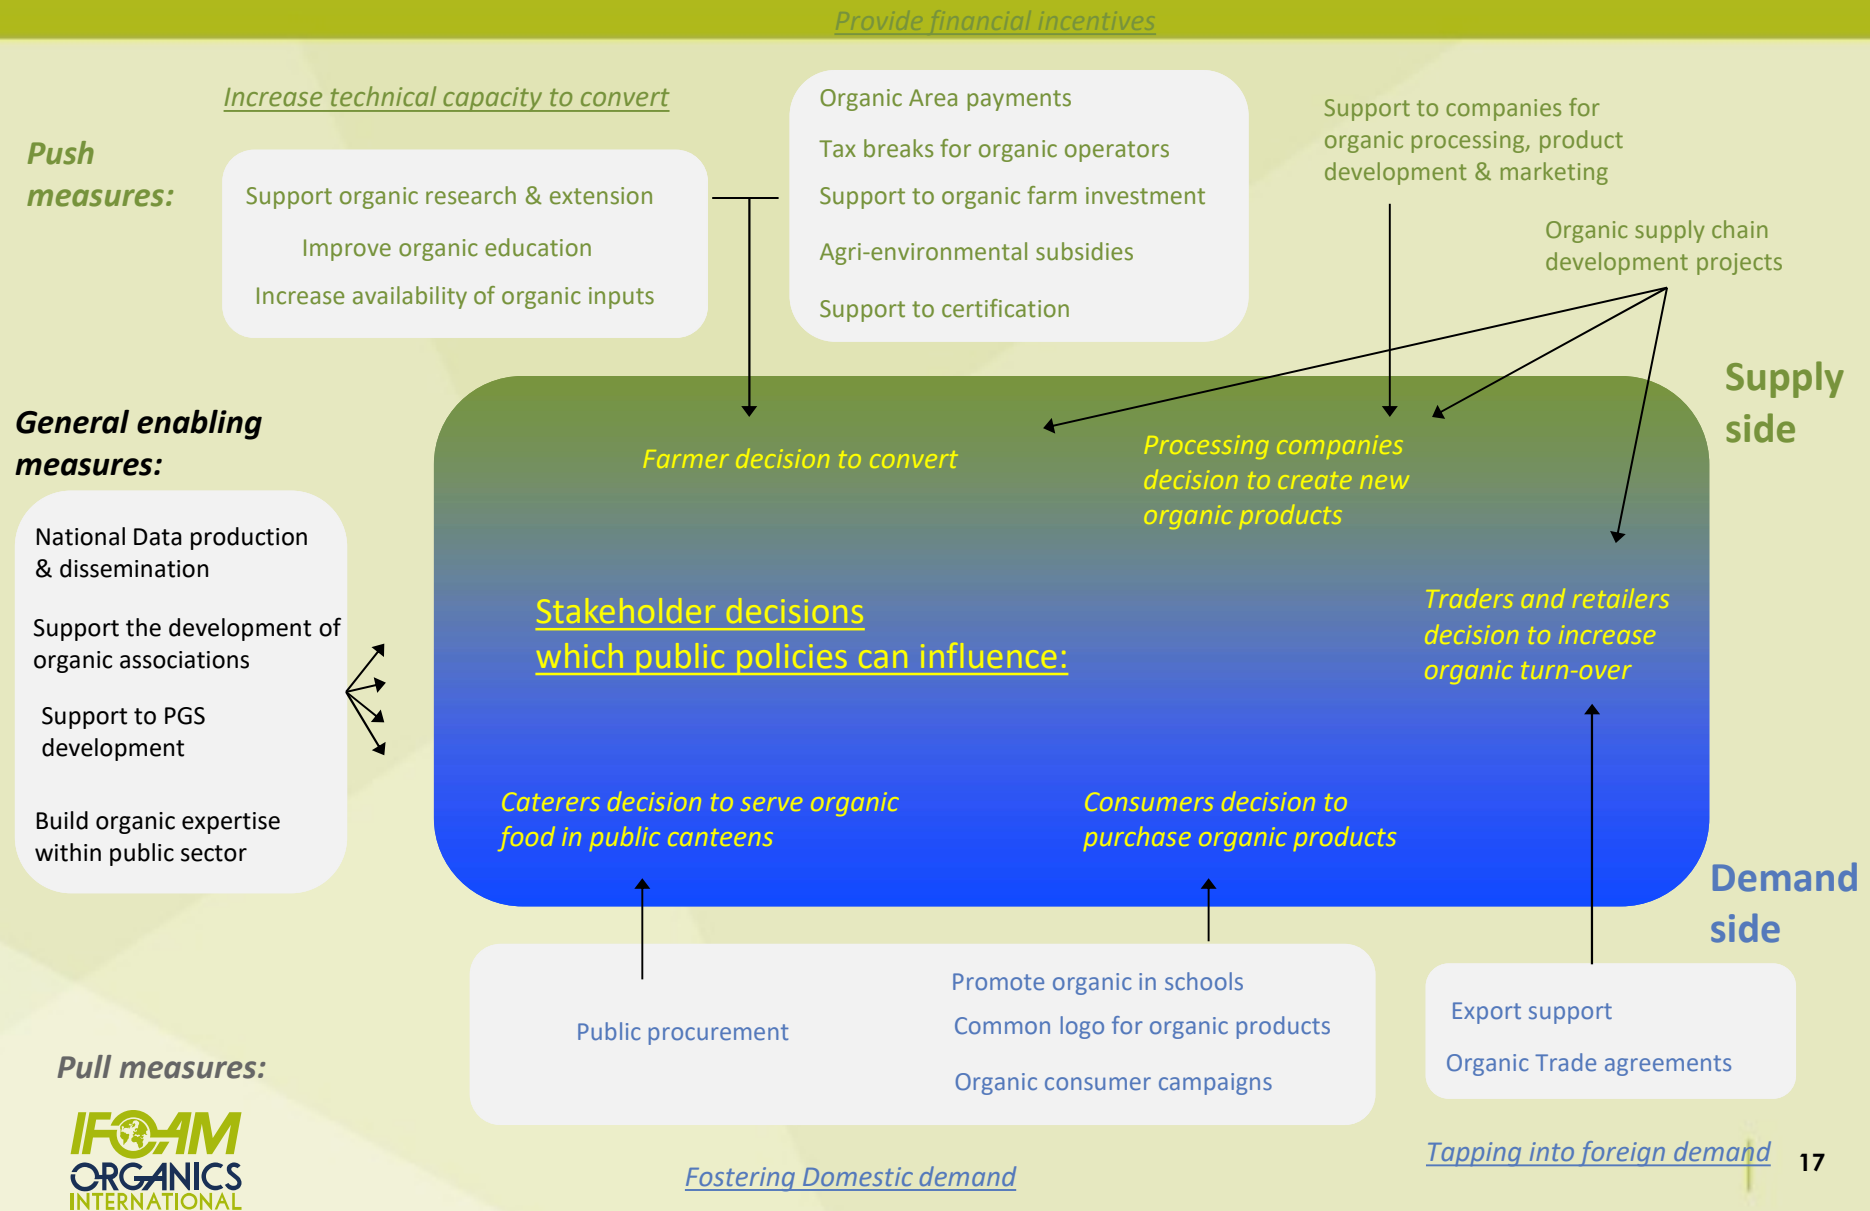 Provide financial incentives
Increase technical capacity to convert
Push
measures:
Support organic research & extension
Improve organic education
Increase availability of organic inputs
Organic Area payments
Tax breaks for organic operators
Support to organic farm investment
Agri-environmental subsidies
Support to certification
Support to companies for
organic processing, product
development & marketing
Organic supply chain
development projects
Supply
side
General enabling
measures:
National Data production
& dissemination
Support the development of
organic associations
Support to PGS
development
Build organic expertise
within public sector
Farmer decision to convert
Processing companies
decision to create new
organic products
Stakeholder decisions
which public policies can influence:
Traders and retailers
decision to increase
organic turn-over
Caterers decision to serve organic
food in public canteens
Consumers decision to
purchase organic products
Demand
side
Public procurement
Promote organic in schools
Common logo for organic products
Organic consumer campaigns
Export support
Organic Trade agreements
Pull measures:
IFOAM
ORGANICS
INTERNATIONAL
Fostering Domestic demand
Tapping into foreign demand
17